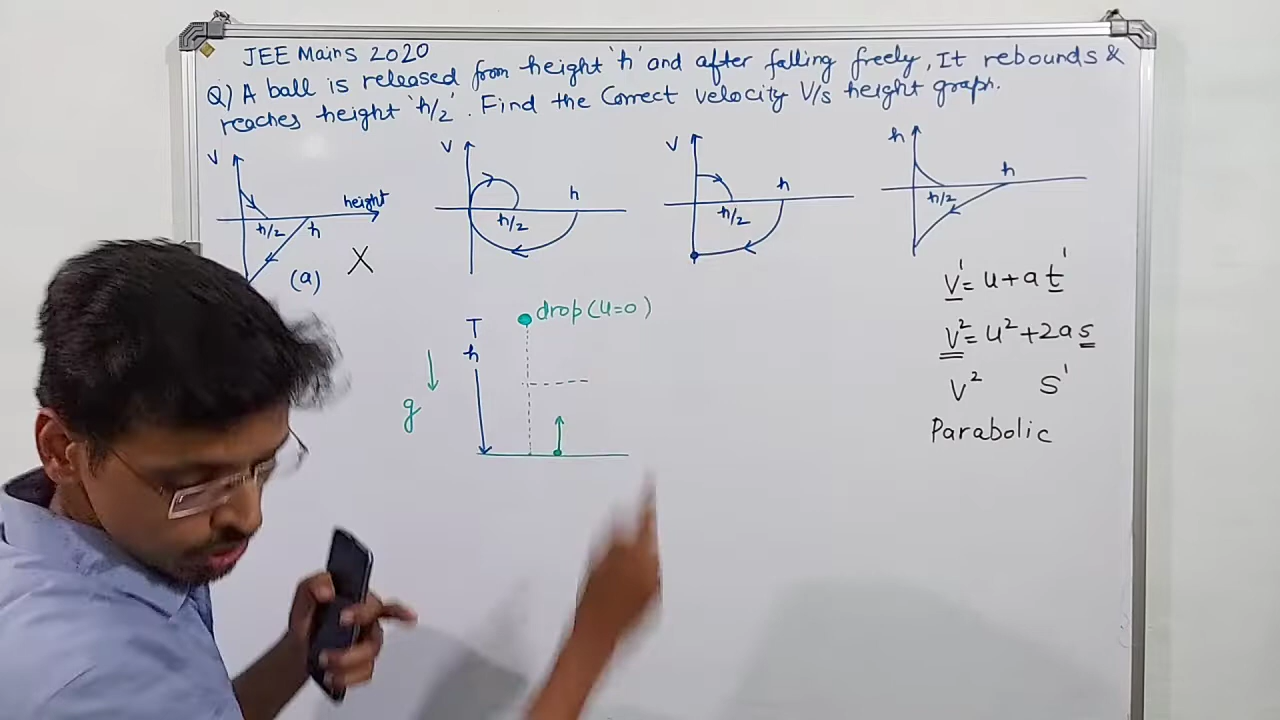 JEE Mains 2020
Q) A ball is released from height 'h' and after falling freely, It rebounds &
reaches height 'h/2'. Find the Correct velocity V/s height graph.
V
height
h/2
h
(a)
X
V
h
h/2
V
h
h/2
h
h
h/2
T
h
drop (u=0)
g
v' = u + a t'
v² = u² + 2a s
v² s'
Parabolic